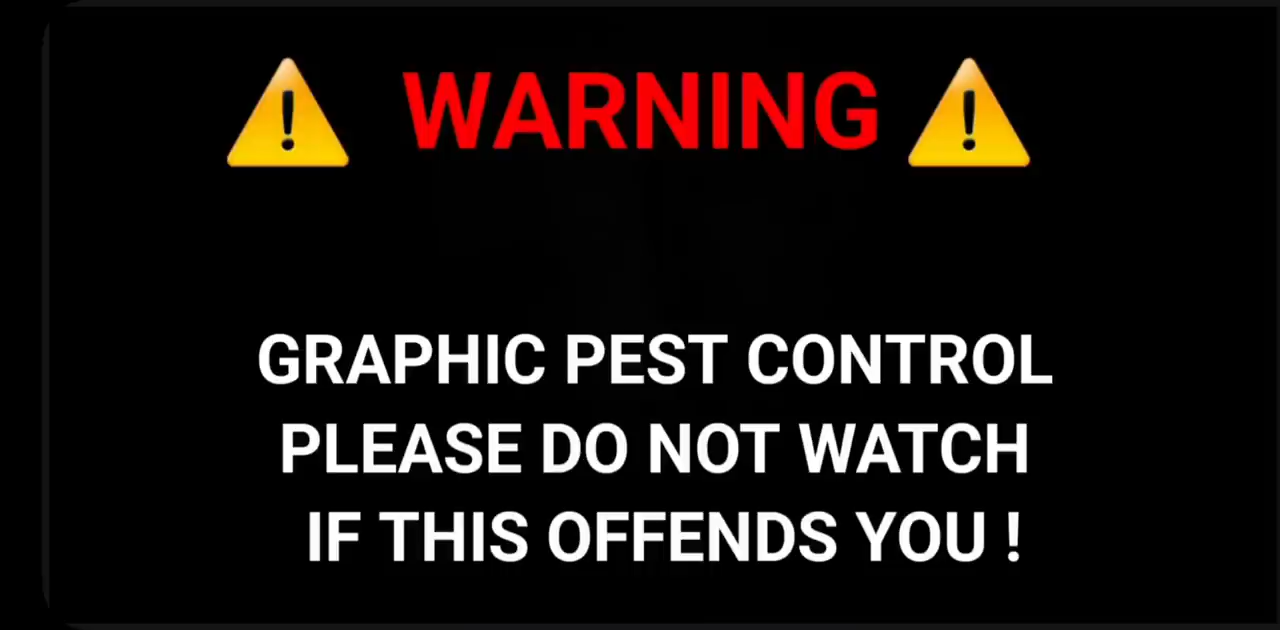 ⚠️ WARNING ⚠️
GRAPHIC PEST CONTROL
PLEASE DO NOT WATCH
IF THIS OFFENDS YOU !